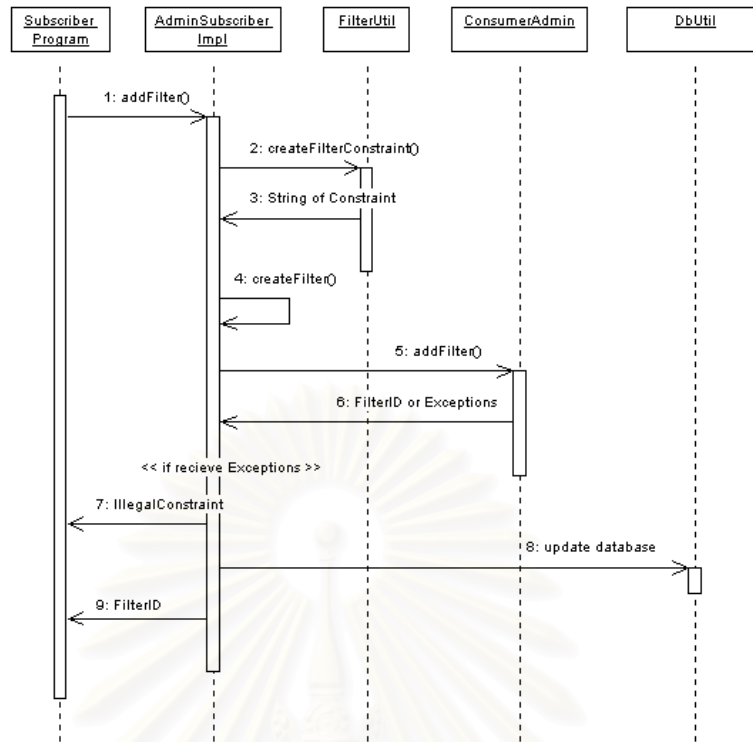 Subscriber
Program
AdminSubscriber
Impl
FilterUtil
ConsumerAdmin
DbUtil
1: addFilter()
2: createFilterConstraint()
3: String of Constraint
4: createFilter()
5: addFilter()
6: FilterID or Exceptions
<< if recieve Exceptions >>
7: IllegalConstraint
8: update database
9: FilterID